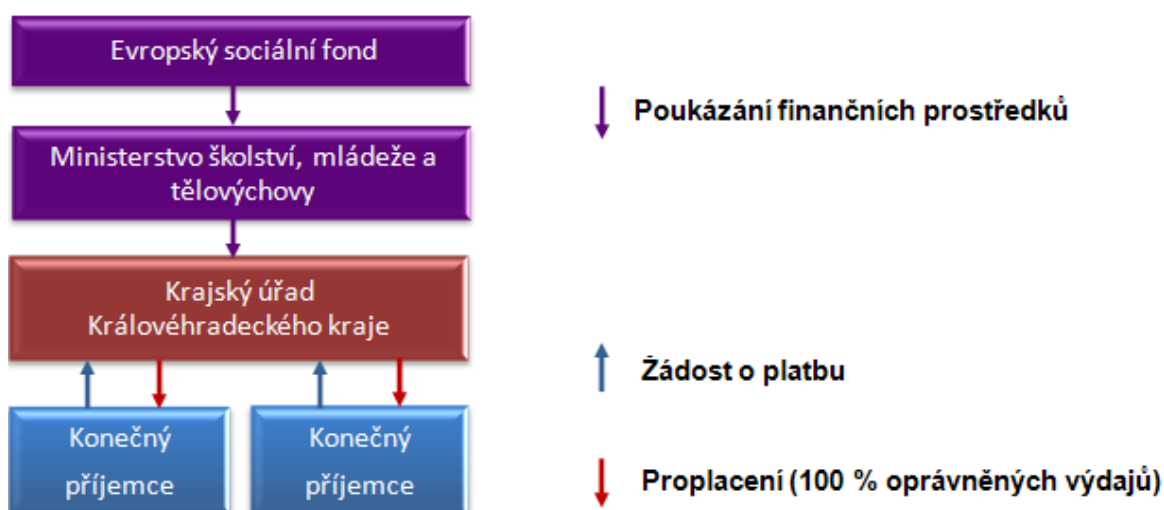 Evropský sociální fond
Poukázání finančních prostředků
Ministerstvo školství, mládeže a
tělovýchovy
Krajský úřad
Královéhradeckého kraje
Žádost o platbu
Konečný
příjemce
Konečný
příjemce
Proplacení (100 % oprávněných výdajů)